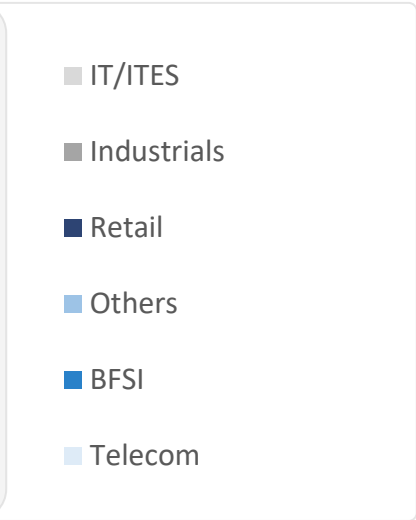 IT/ITES
Industrials
Retail
Others
BFSI
Telecom